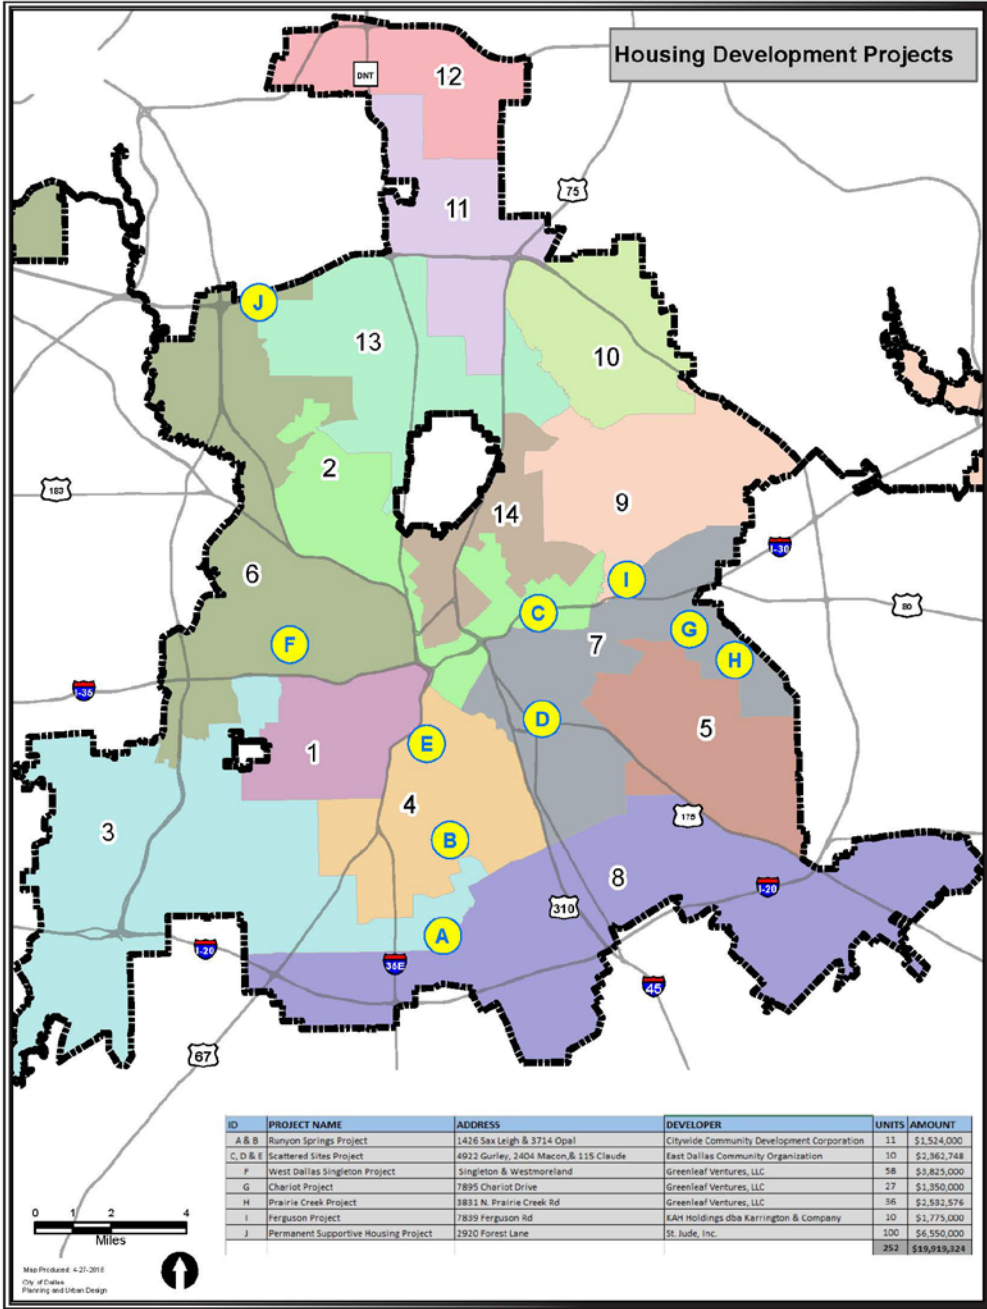 Housing Development Projects
DNT
12
75
11
J
13
10
2
183
14
9
I-30
6
I
80
C
F
7
G
H
I-35
D
5
E
1
4
3
175
B
8
I-20
310
A
I-20
35E
45
67
ID PROJECT NAME ADDRESS DEVELOPER UNITS AMOUNT
A & B Runyon Springs Project 1426 Sax Leigh & 3714 Opal Citywide Community Development Corporation 11 $1,524,000
C, D & E Scattered Sites Project 4922 Gurley, 2404 Macon,& 115 Claude East Dallas Community Organization 10 $2,362,748
F West Dallas Singleton Project Singleton & Westmoreland Greenleaf Ventures, LLC 58 $3,825,000
G Chariot Project 7895 Chariot Drive Greenleaf Ventures, LLC 27 $1,350,000
H Prairie Creek Project 3831 N. Prairie Creek Rd Greenleaf Ventures, LLC 36 $2,532,576
I Ferguson Project 7839 Ferguson Rd KAH Holdings dba Karrington & Company 10 $1,775,000
J Permanent Supportive Housing Project 2920 Forest Lane St. Jude, Inc. 100 $6,550,000
252 $19,919,324
0 1 2 4
Miles
Map Produced: 4-27-2018
City of Dallas
Planning and Urban Design